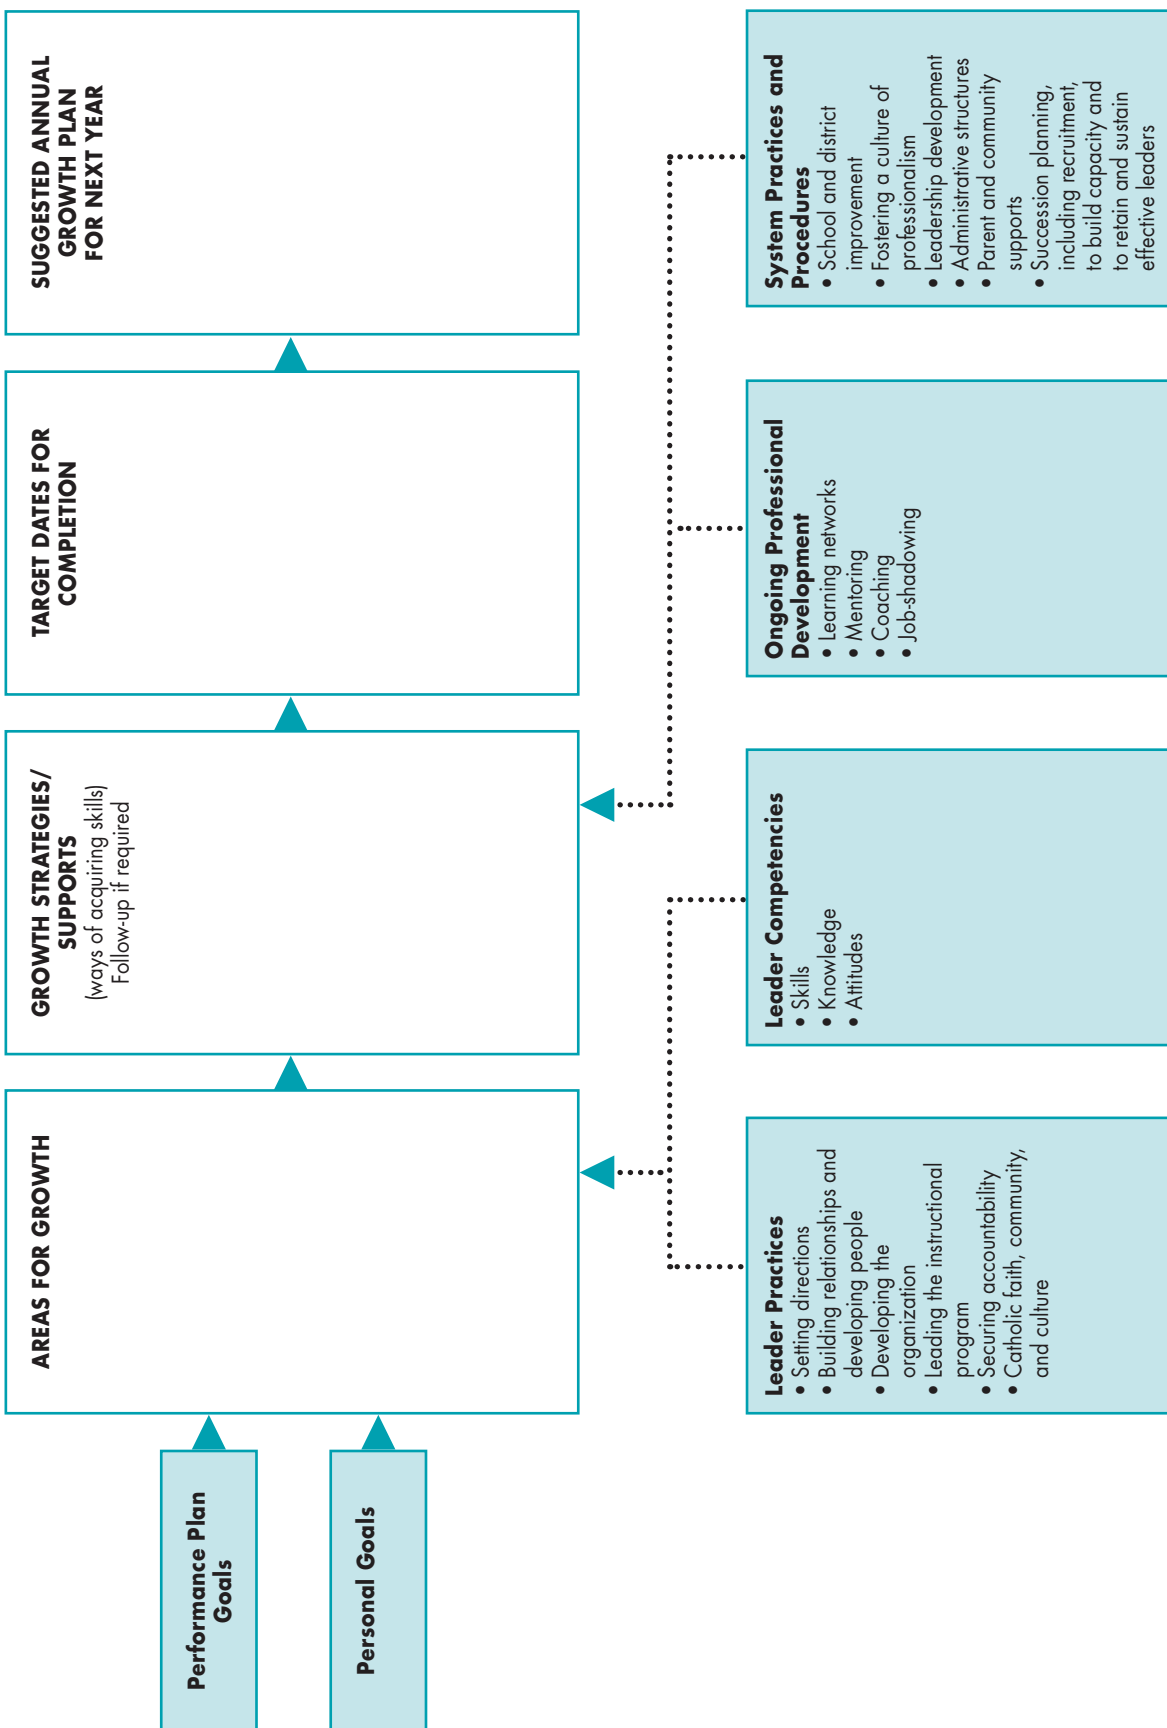 Performance Plan
Goals
Personal Goals
AREAS FOR GROWTH
GROWTH STRATEGIES/
SUPPORTS
(ways of acquiring skills)
Follow-up if required
TARGET DATES FOR
COMPLETION
SUGGESTED ANNUAL
GROWTH PLAN
FOR NEXT YEAR
Leader Practices
• Setting directions
• Building relationships and
developing people
• Developing the
organization
• Leading the instructional
program
• Securing accountability
• Catholic faith, community,
and culture
Leader Competencies
• Skills
• Knowledge
• Attitudes
Ongoing Professional
Development
• Learning networks
• Mentoring
• Coaching
• Job-shadowing
System Practices and
Procedures
• School and district
improvement
• Fostering a culture of
professionalism
• Leadership development
• Administrative structures
• Parent and community
supports
• Succession planning,
including recruitment,
to build capacity and
to retain and sustain
effective leaders